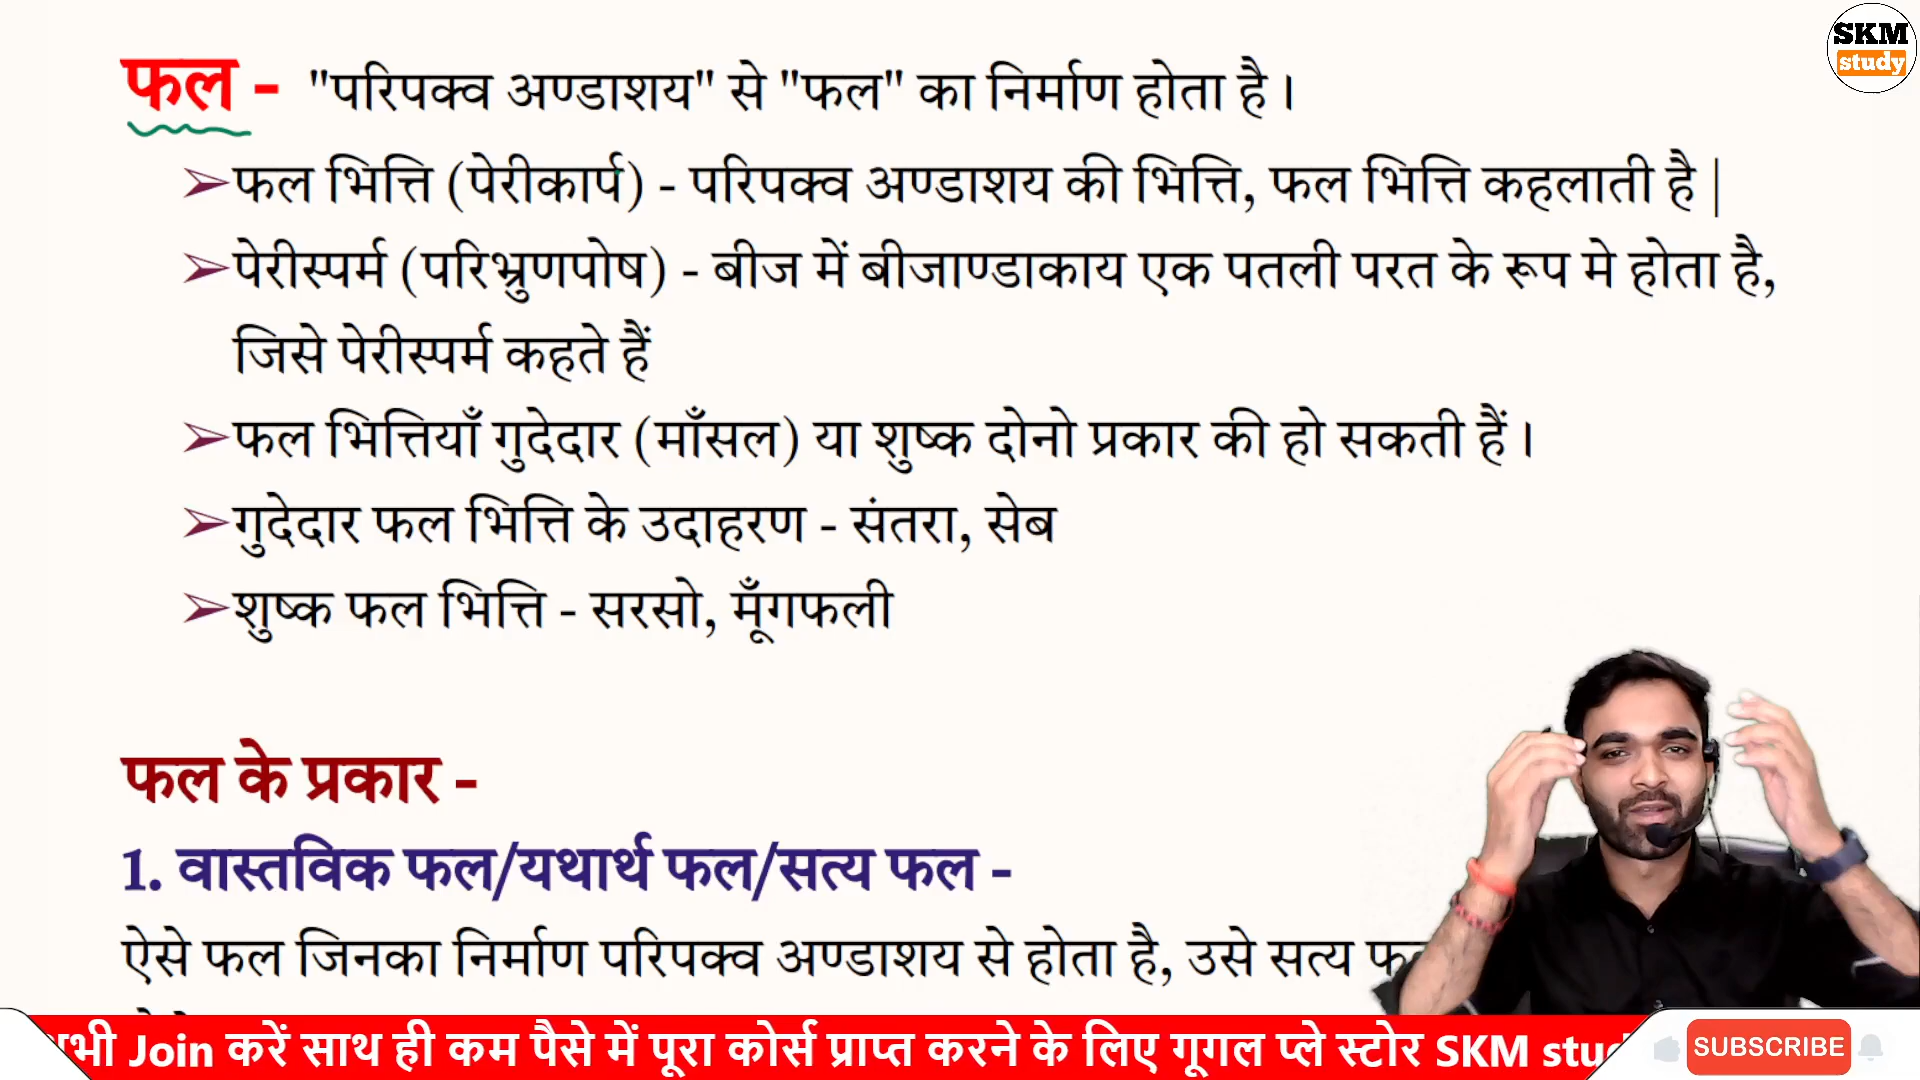 SKM
study
फल - "परिपक्व अण्डाशय" से "फल" का निर्माण होता है।
➢फल भित्ति (पेरीकार्प) - परिपक्व अण्डाशय की भित्ति, फल भित्ति कहलाती है|
➢पेरीस्पर्म (परिभ्रुणपोष) - बीज में बीजाण्डाकाय एक पतली परत के रूप मे होता है,
जिसे पेरीस्पर्म कहते हैं
➢फल भित्तियाँ गुदेदार (माँसल) या शुष्क दोनो प्रकार की हो सकती हैं।
➢गुदेदार फल भित्ति के उदाहरण - संतरा, सेब
➢शुष्क फल भित्ति - सरसो, मूँगफली
फल के प्रकार -
1. वास्तविक फल/यथार्थ फल/सत्य फल -
ऐसे फल जिनका निर्माण परिपक्व अण्डाशय से होता है, उसे सत्य
Join करें साथ ही कम पैसे में पूरा कोर्स प्राप्त करने के लिए गूगल प्ले स्टोर SKM
SUBSCRIBE